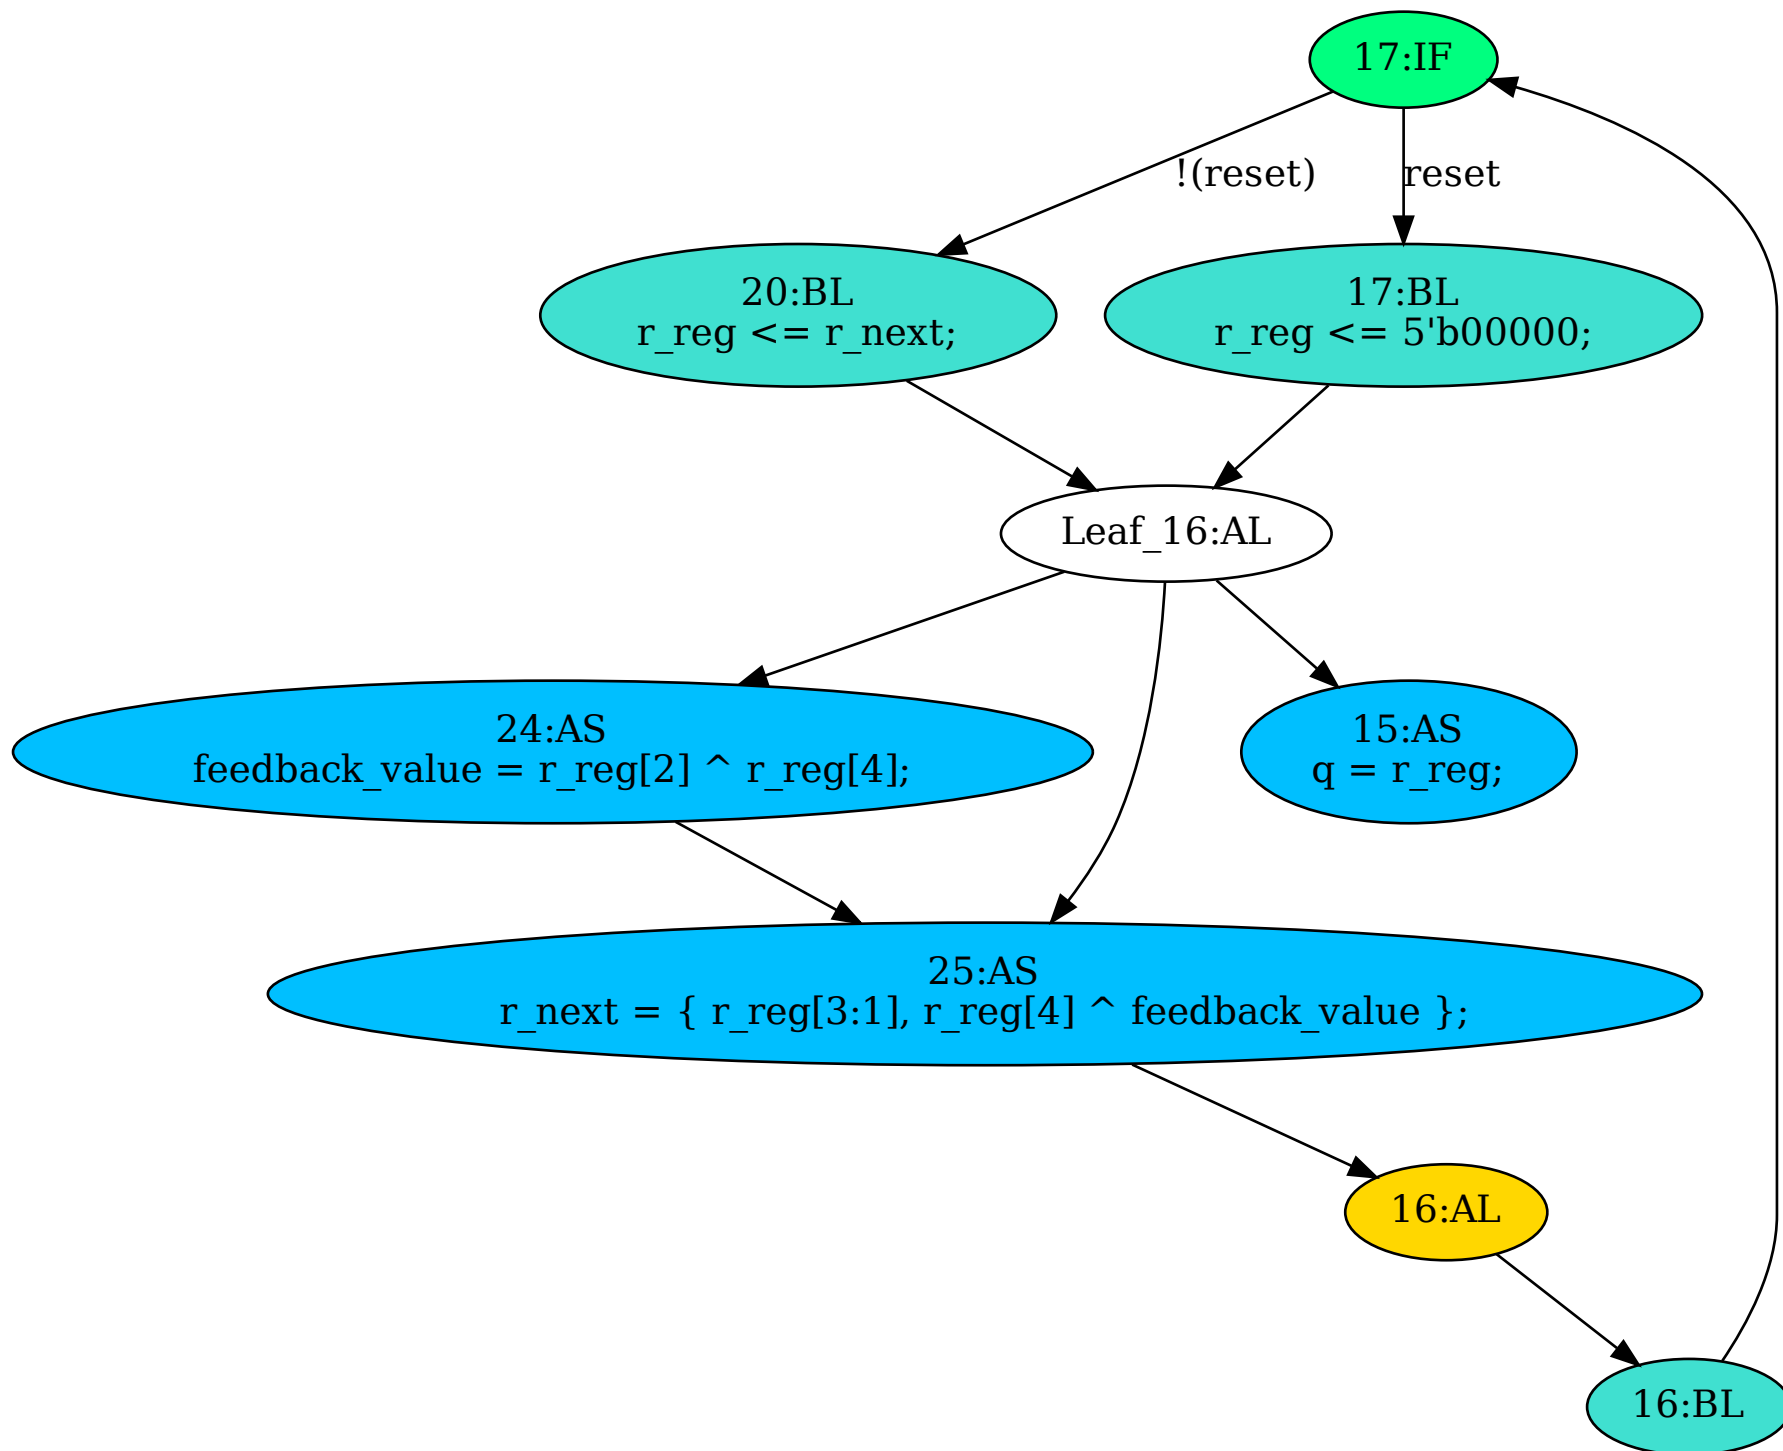 17:IF
!(reset)
reset
20:BL
r_reg <= r_next;
17:BL
r_reg <= 5'b00000;
Leaf_16:AL
24:AS
feedback_value = r_reg[2] ^ r_reg[4];
15:AS
q = r_reg;
25:AS
r_next = { r_reg[3:1], r_reg[4] ^ feedback_value };
16:AL
16:BL